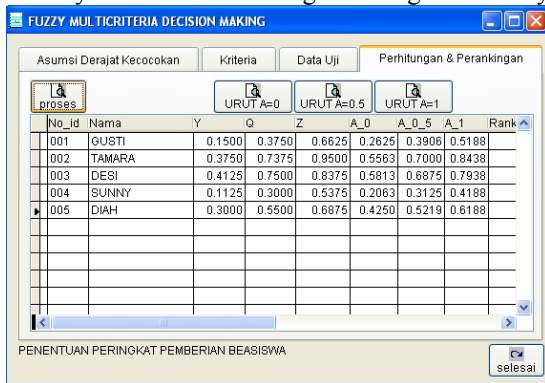 FUZZY MULTICRITERIA DECISION MAKING
Asumsi Derajat Kecocokan Kriteria Data Uji Perhitungan & Perankingan
proses URUT A=0 URUT A=0.5 URUT A=1
No_id Nama Y Q Z A_0 A_0_5 A_1 Rank
001 GUSTI 0.1500 0.3750 0.6625 0.2625 0.3906 0.5188
002 TAMARA 0.3750 0.7375 0.9500 0.5563 0.7000 0.8438
003 DESI 0.4125 0.7500 0.8375 0.5813 0.6875 0.7938
004 SUNNY 0.1125 0.3000 0.5375 0.2063 0.3125 0.4188
005 DIAH 0.3000 0.5500 0.6875 0.4250 0.5219 0.6188
PENENTUAN PERINGKAT PEMBERIAN BEASISWA
selesai